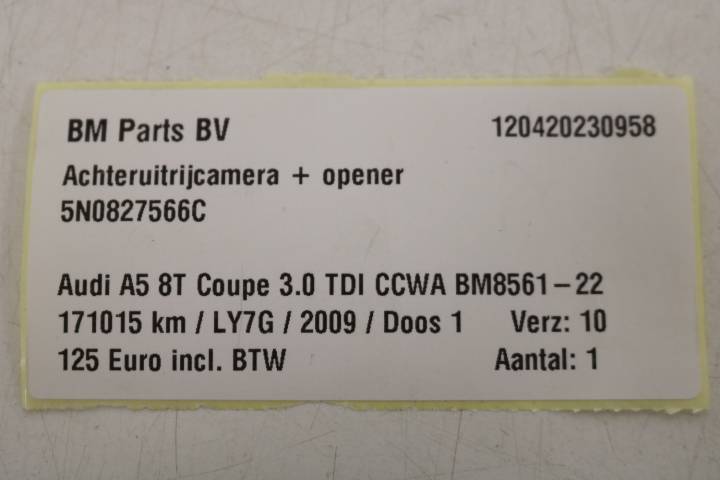 BM Parts BV 120420230958
Achteruitrijcamera + opener
5N0827566C
Audi A5 8T Coupe 3.0 TDI CCWA BM8561-22
171015 km / LY7G / 2009 / Doos 1 Verz: 10
125 Euro incl. BTW Aantal: 1